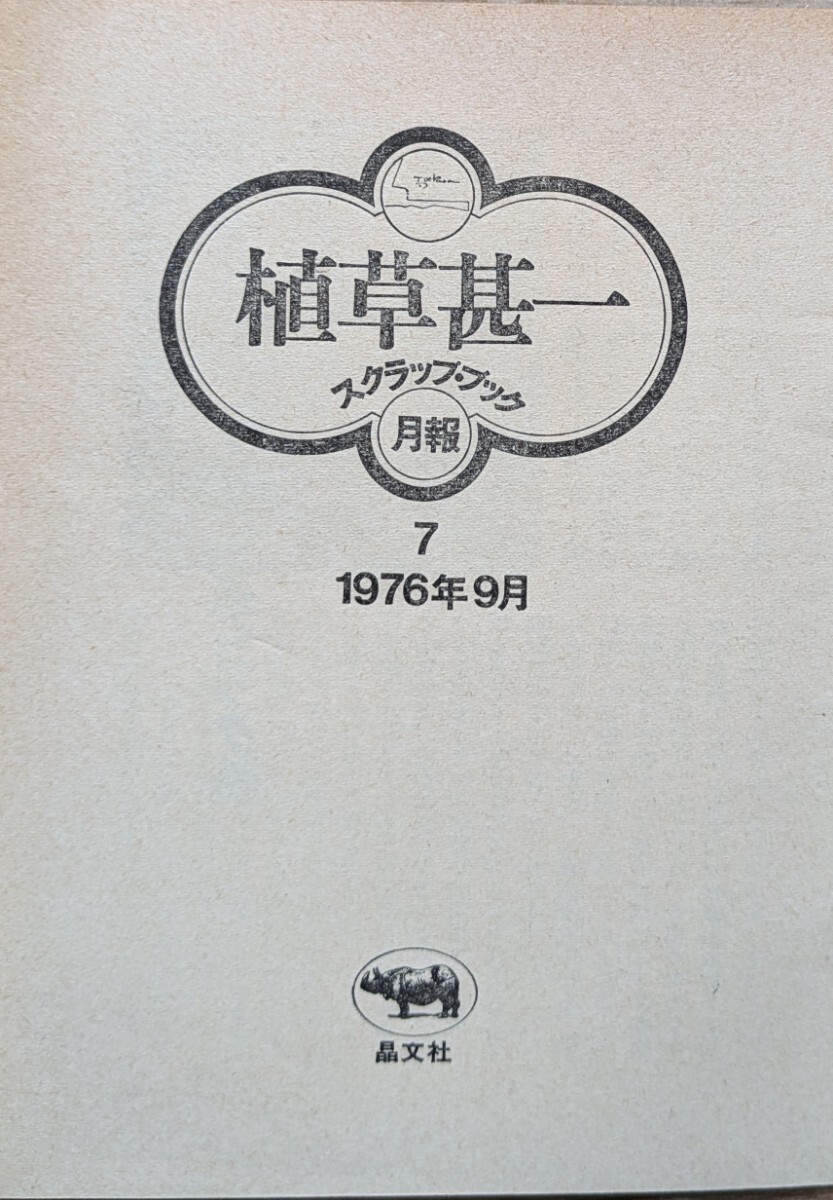 植草甚一
スクラップ・ブック
月報
7
1976年9月
晶文社